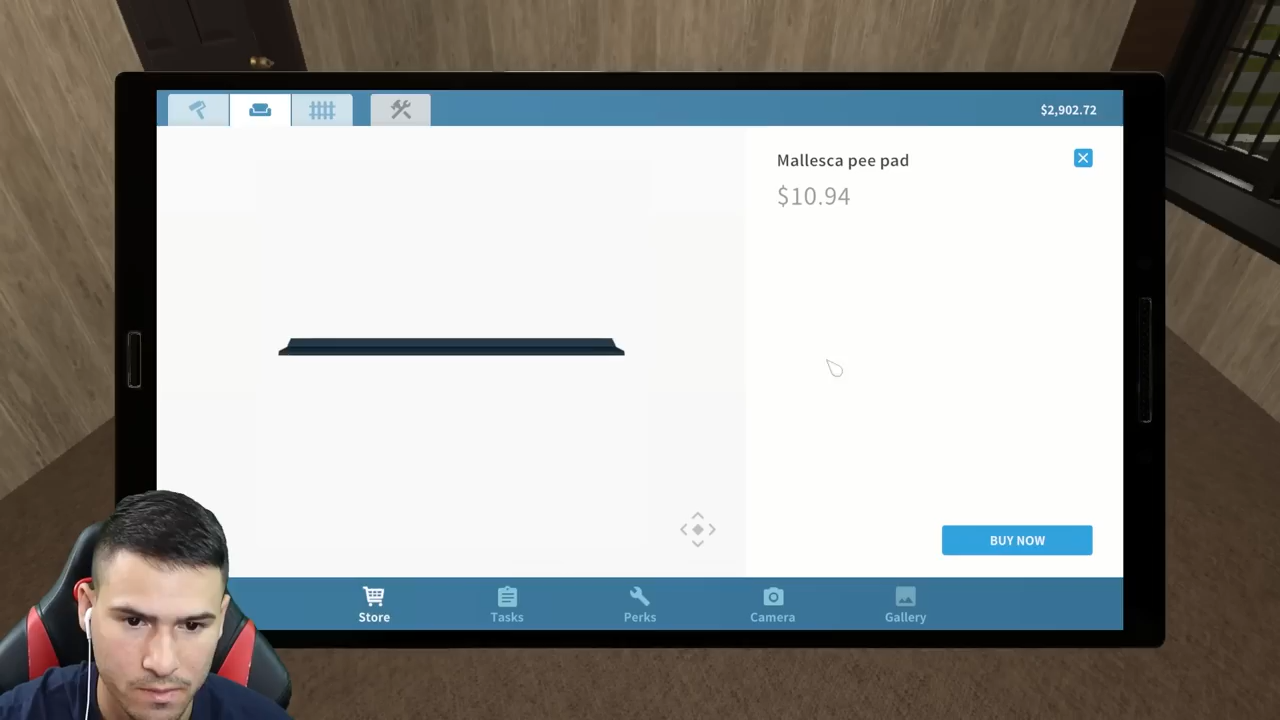 $2,902.72
Mallesca pee pad
$10.94
BUY NOW
Store
Tasks
Perks
Camera
Gallery